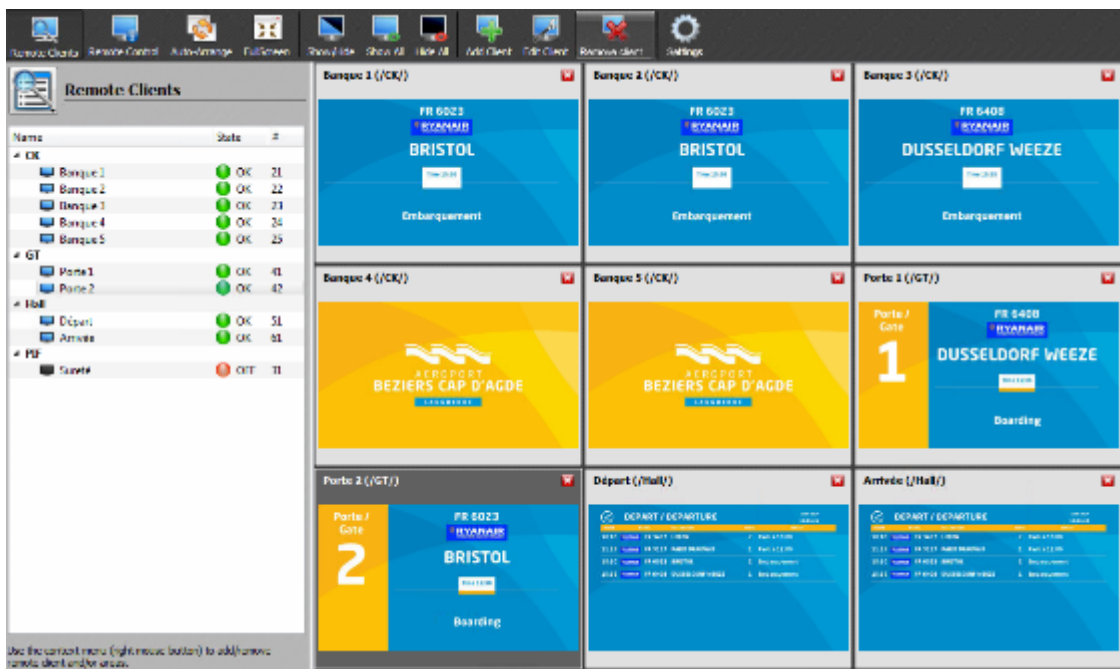 Remote Clients Remote Control Auto-Arrange FullScreen Show/Hide Show All Hide All Add Client Edit Client Remove client Settings
Remote Clients
Name State #
CK
Banque 1 OK 21
Banque 2 OK 22
Banque 3 OK 23
Banque 4 OK 24
Banque 5 OK 25
GT
Porte 1 OK 41
Porte 2 OK 42
Hall
Départ OK 51
Arrivée OK 61
PIF
Sureté OFF 31
Use the context menu (right mouse button) to add/remove
remote client and/or areas.
Banque 1 (/CK/)
FR 6023
RYANAIR
BRISTOL
Embarquement
Banque 2 (/CK/)
FR 6023
RYANAIR
BRISTOL
Embarquement
Banque 3 (/CK/)
FR 6408
RYANAIR
DUSSELDORF WEEZE
Embarquement
Banque 4 (/CK/)
AEROPORT
BEZIERS CAP D'AGDE
LANGUEDOC
Banque 5 (/CK/)
AEROPORT
BEZIERS CAP D'AGDE
LANGUEDOC
Porte 1 (/GT/)
Porte /
Gate
1
FR 6408
RYANAIR
DUSSELDORF WEEZE
Boarding
Porte 2 (/GT/)
Porte /
Gate
2
FR 6023
RYANAIR
BRISTOL
Boarding
Départ (/Hall/)
DEPART / DEPARTURE
Arrivée (/Hall/)
DEPART / DEPARTURE